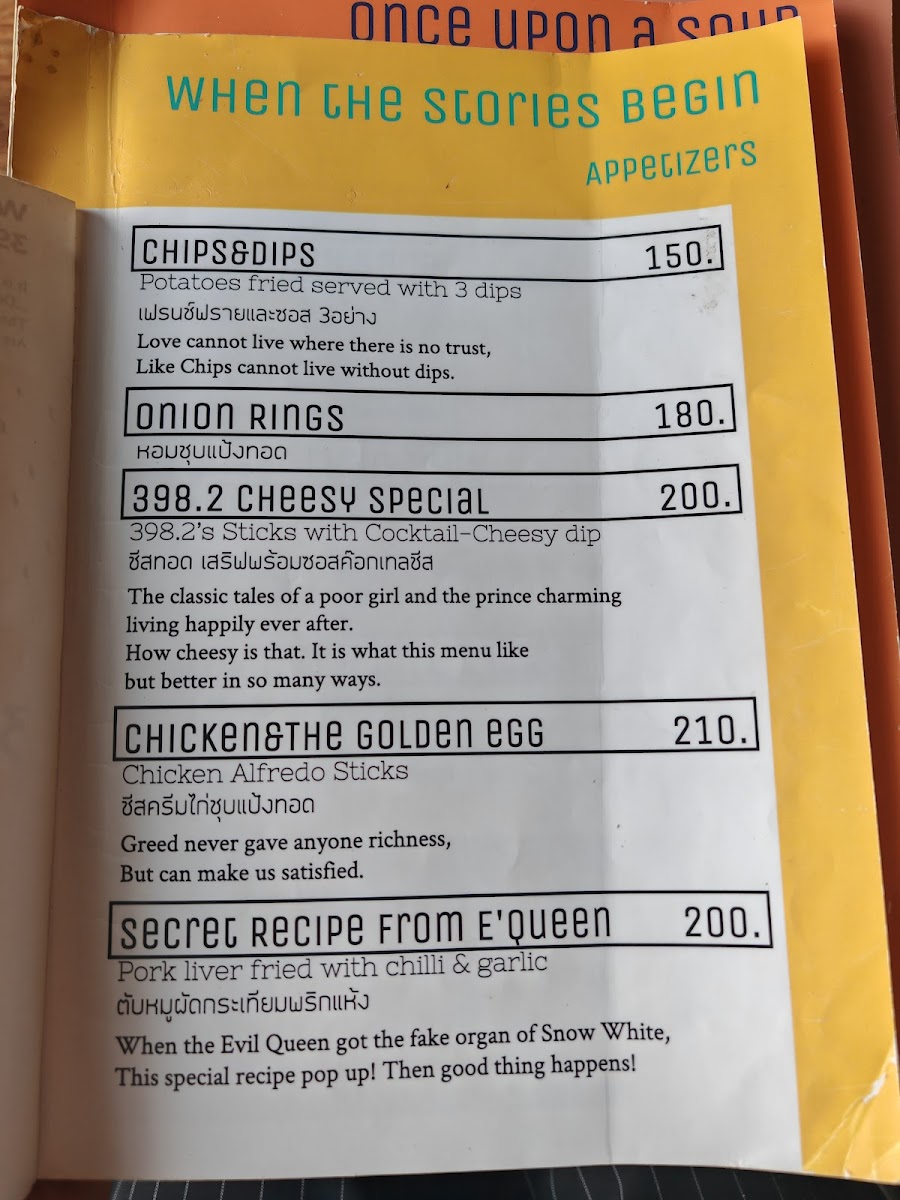 once upon a soup
When the Stories Begin
Appetizers
CHIPS&DIPS 150.
Potatoes fried served with 3 dips
เฟรนช์ฟรายและซอส 3อย่าง
Love cannot live where there is no trust,
Like Chips cannot live without dips.
Onion Rings 180.
หอมชุบแป้งทอด
398.2 Cheesy Special 200.
398.2's Sticks with Cocktail-Cheesy dip
ชีสทอด เสริฟพร้อมซอสค๊อกเทลชีส
The classic tales of a poor girl and the prince charming
living happily ever after.
How cheesy is that. It is what this menu like
but better in so many ways.
Chicken&The Golden egg 210.
Chicken Alfredo Sticks
ชีสครีมไก่ชุบแป้งทอด
Greed never gave anyone richness,
But can make us satisfied.
Secret Recipe From E'Queen 200.
Pork liver fried with chilli & garlic
ตับหมูผัดกระเทียมพริกแห้ง
When the Evil Queen got the fake organ of Snow White,
This special recipe pop up! Then good thing happens!